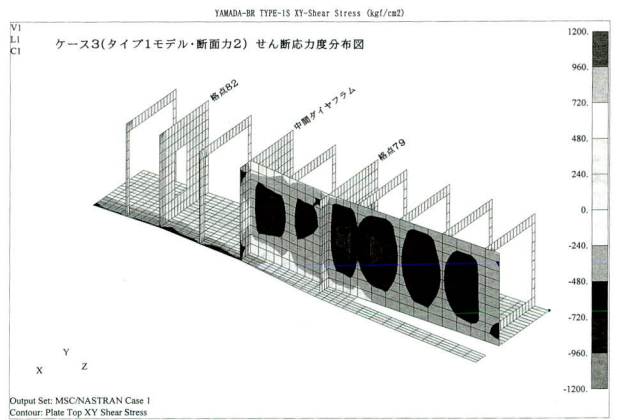 YAMADA-BR TYPE-1S XY-Shear Stress (kgf/cm2)
V1
L1
C1
ケース3(タイプ1モデル・断面力2) せん断応力度分布図
格点82
中間ダイヤフラム
格点79
1200.
960.
720.
480.
240.
0.
-240.
-480.
-720.
-960.
-1200.
Y
X Z
Output Set: MSC/NASTRAN Case 1
Contour: Plate Top XY Shear Stress